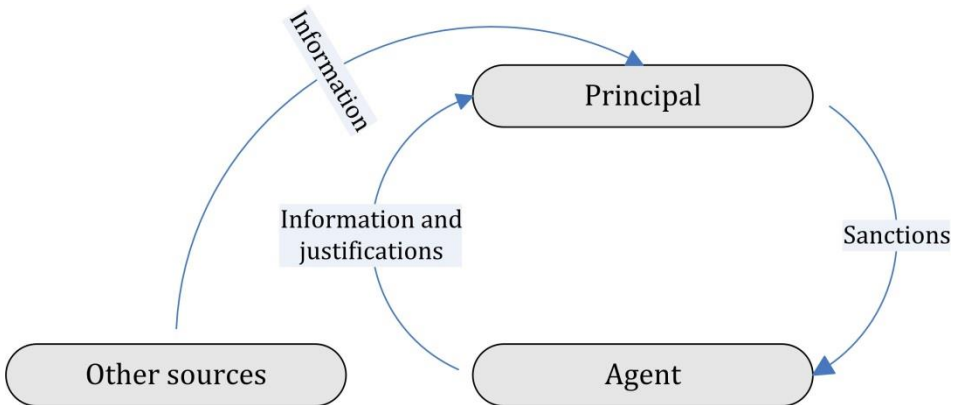 Information
Principal
Information and
justifications
Sanctions
Other sources
Agent